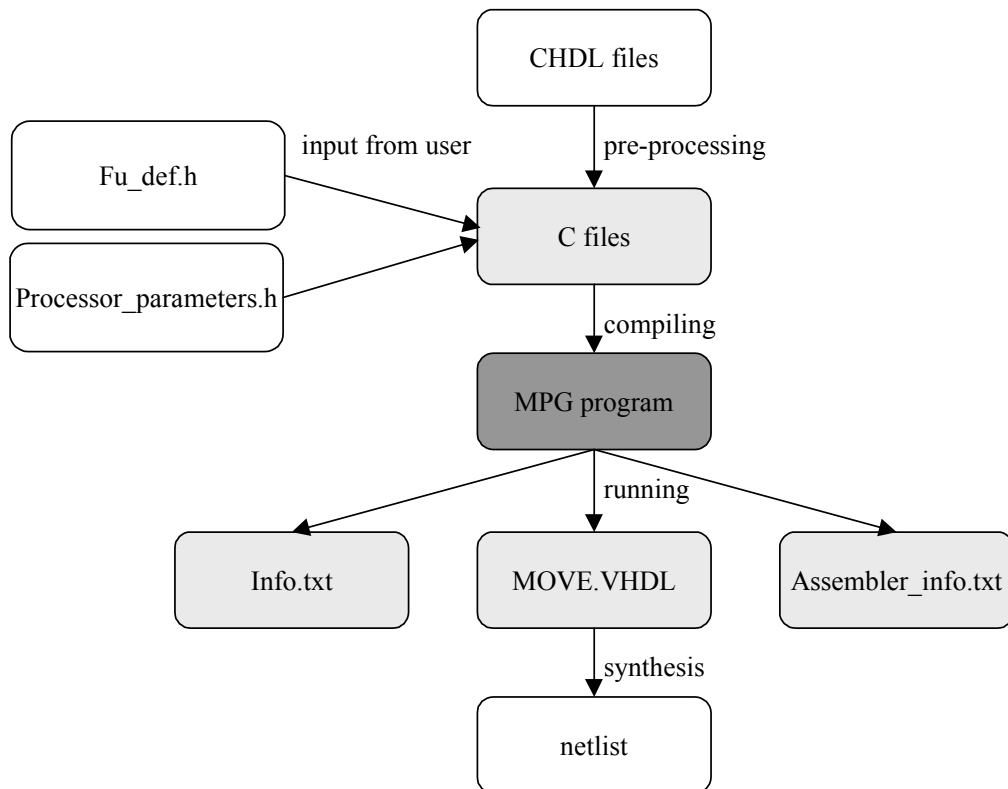 CHDL files
input from user
pre-processing
Fu_def.h
C files
Processor_parameters.h
compiling
MPG program
running
Info.txt
MOVE.VHDL
Assembler_info.txt
synthesis
netlist